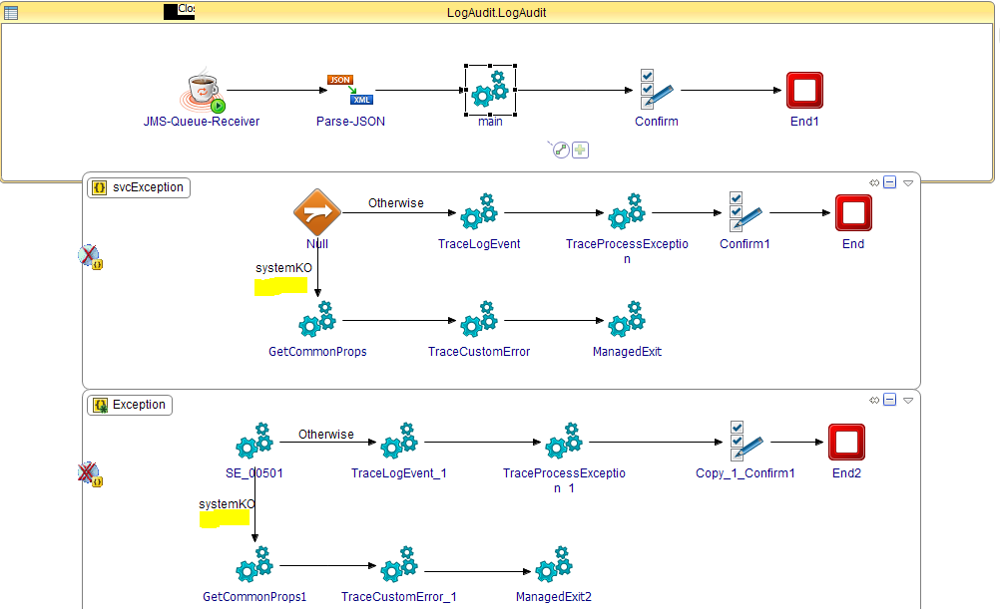 Clos
LogAudit.LogAudit
JSON
XML
JMS-Queue-Receiver
Parse-JSON
main
Confirm
End1
svcException
Otherwise
Null
TraceLogEvent
TraceProcessExceptio
n
Confirm1
End
systemKO
GetCommonProps
TraceCustomError
ManagedExit
Exception
Otherwise
SE_00501
TraceLogEvent_1
TraceProcessExceptio
n_1
Copy_1_Confirm1
End2
systemKO
GetCommonProps1
TraceCustomError_1
ManagedExit2